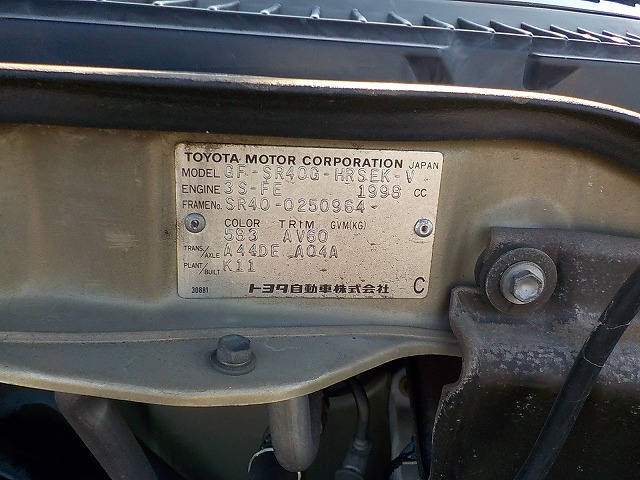 TOYOTA MOTOR CORPORATION JAPAN
MODEL GF-SR40G-HRSEK-V
ENGINE 3S-FE 1998 CC
FRAME No. SR40-0250964
COLOR TRIM GVM(KG)
583 AV60
TRANS./AXLE A44DE A04A
PLANT/BUILT K11
30881 トヨタ自動車株式会社 C